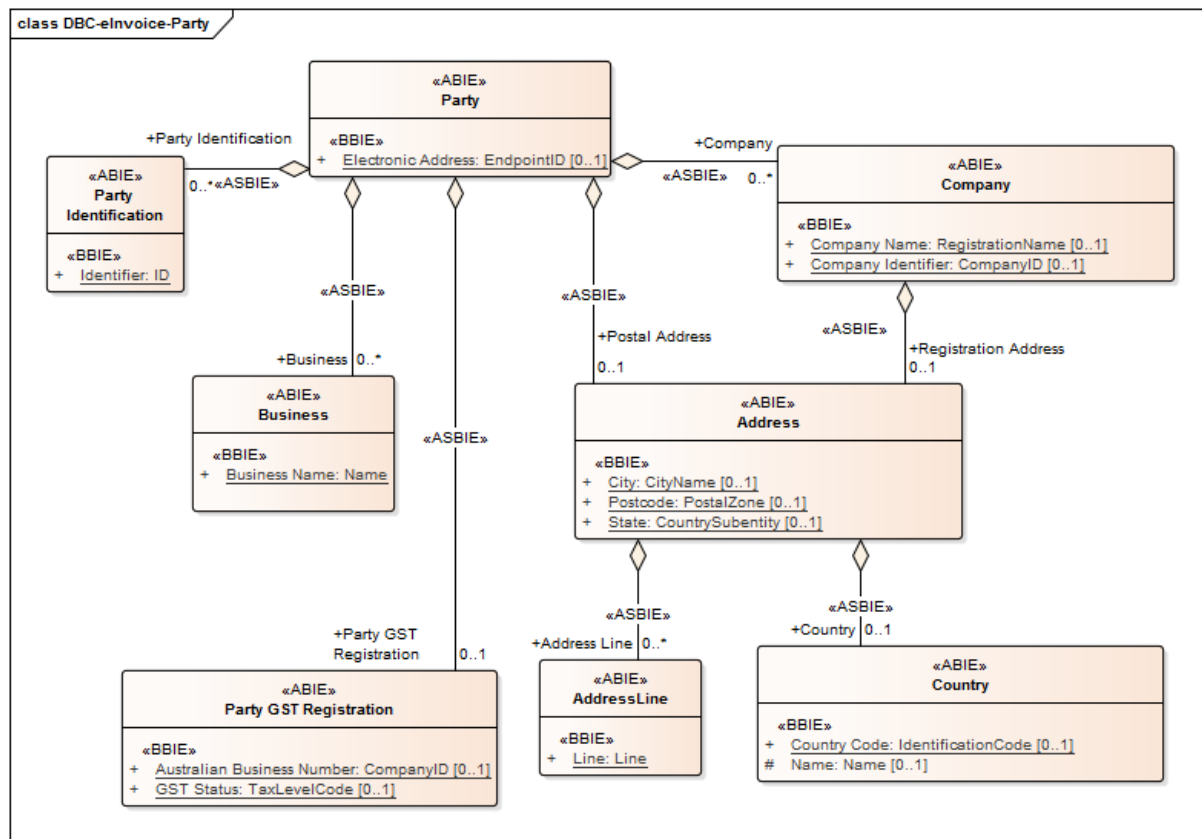 class DBC-eInvoice-Party
«ABIE»
Party
«BBIE»
+ Electronic Address: EndpointID [0..1]
+Party Identification
0..* «ASBIE»
«ABIE»
Party
Identification
«BBIE»
+ Identifier: ID
+Company
«ASBIE» 0..*
«ABIE»
Company
«BBIE»
+ Company Name: RegistrationName [0..1]
+ Company Identifier: CompanyID [0..1]
«ASBIE»
+Business 0..*
«ABIE»
Business
«BBIE»
+ Business Name: Name
«ASBIE»
+Party GST
Registration 0..1
«ABIE»
Party GST Registration
«BBIE»
+ Australian Business Number: CompanyID [0..1]
+ GST Status: TaxLevelCode [0..1]
«ASBIE»
+Postal Address
0..1
«ASBIE»
+Registration Address
0..1
«ABIE»
Address
«BBIE»
+ City: CityName [0..1]
+ Postcode: PostalZone [0..1]
+ State: CountrySubentity [0..1]
«ASBIE»
+Address Line 0..*
«ABIE»
AddressLine
«BBIE»
+ Line: Line
«ASBIE»
+Country 0..1
«ABIE»
Country
«BBIE»
+ Country Code: IdentificationCode [0..1]
# Name: Name [0..1]